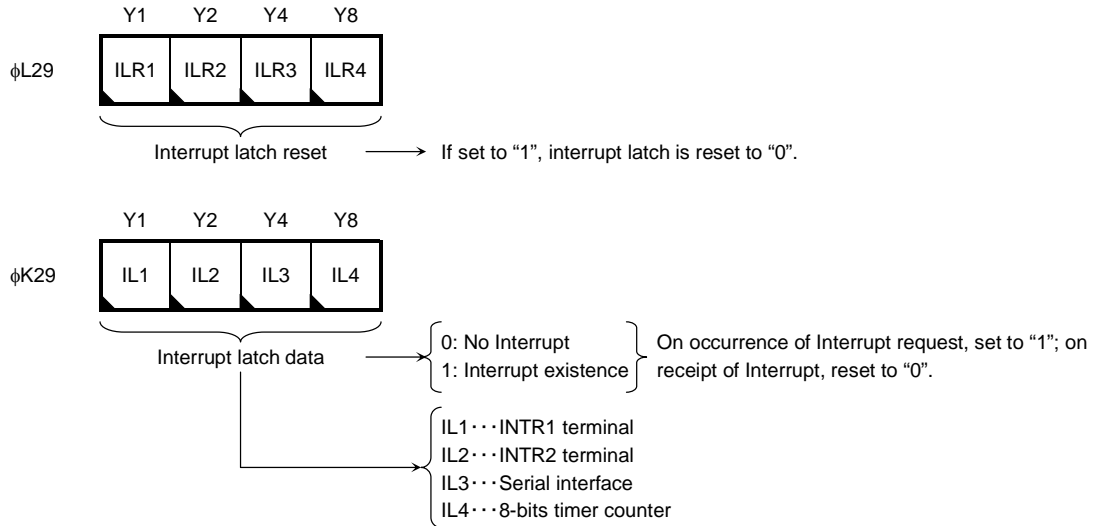 Y1 Y2 Y4 Y8
ϕL29 ILR1 ILR2 ILR3 ILR4
Interrupt latch reset If set to “1”, interrupt latch is reset to “0”.
Y1 Y2 Y4 Y8
ϕK29 IL1 IL2 IL3 IL4
Interrupt latch data
0: No Interrupt
1: Interrupt existence
On occurrence of Interrupt request, set to “1”; on
receipt of Interrupt, reset to “0”.
IL1･･･INTR1 terminal
IL2･･･INTR2 terminal
IL3･･･Serial interface
IL4･･･8-bits timer counter